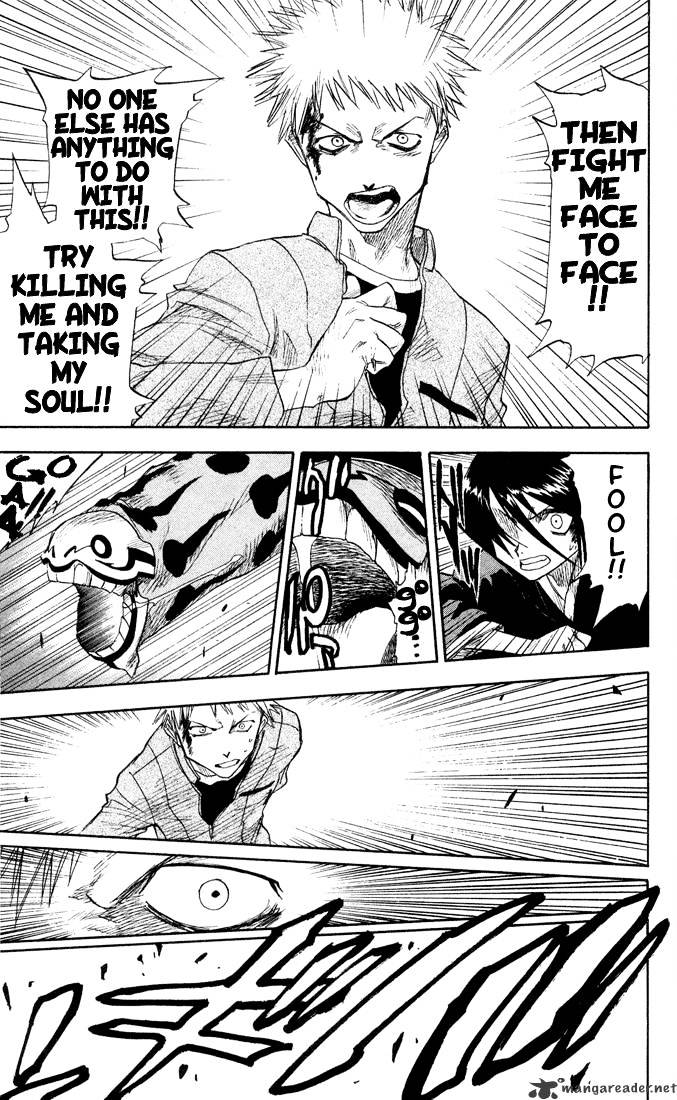 THEN
FIGHT
ME
FACE
TO
FACE
!!
NO ONE
ELSE HAS
ANYTHING
TO DO
WITH
THIS!!
TRY
KILLING
ME AND
TAKING
MY
SOUL!!
FOOL!!
mangareader.net